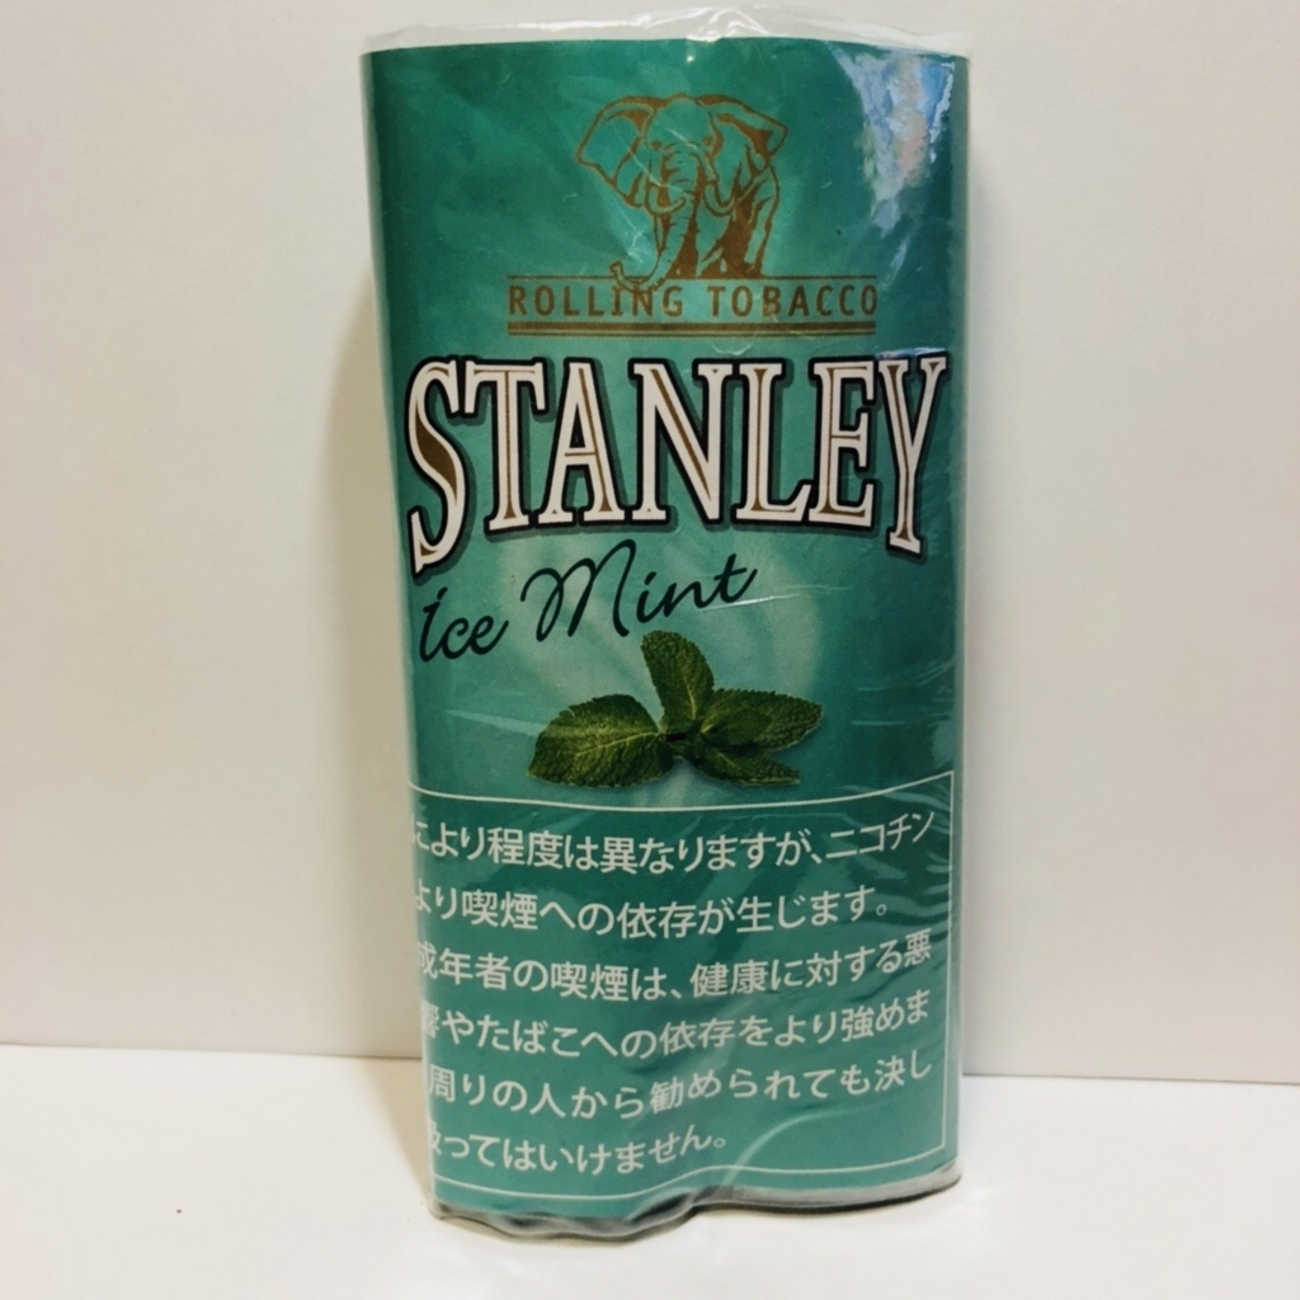 ROLLING TOBACCO
STANLEY
Ice Mint
により程度は異なりますが、ニコチン
より喫煙への依存が生じます。
成年者の喫煙は、健康に対する悪
響やたばこへの依存をより強めま
周りの人から勧められても決し
吸ってはいけません。